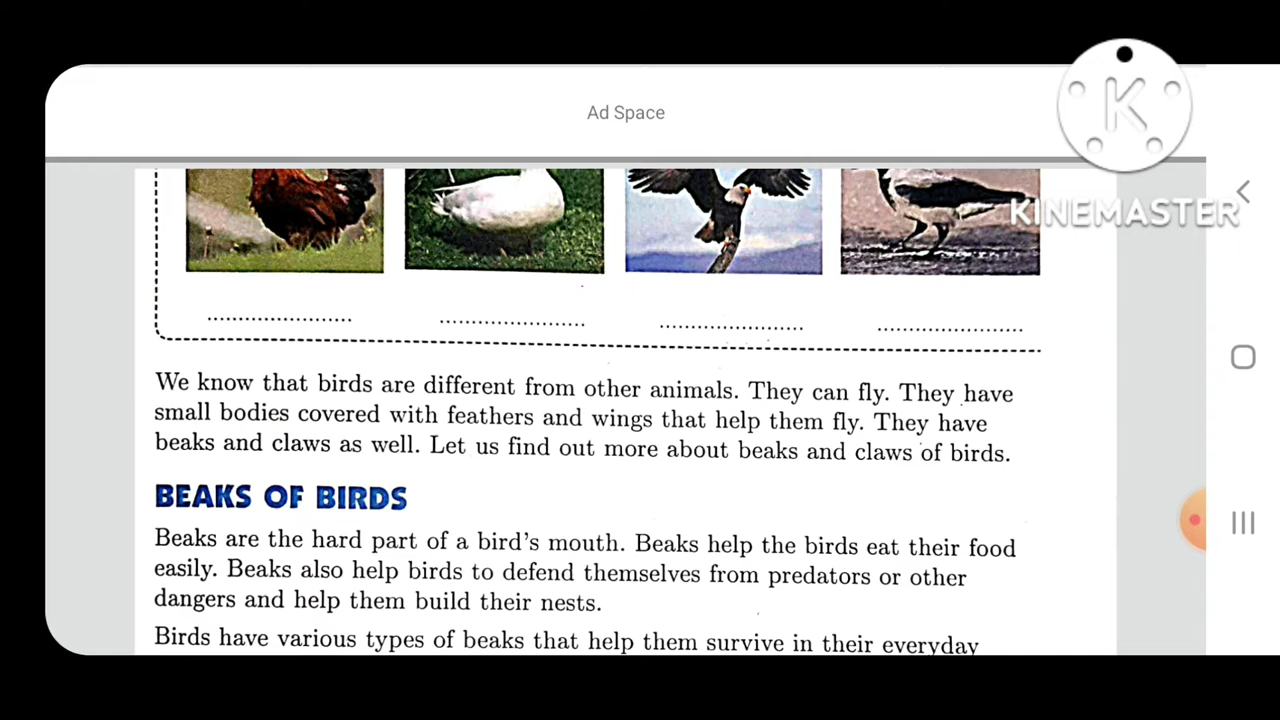 Ad Space
KINEMASTER
We know that birds are different from other animals. They can fly. They have
small bodies covered with feathers and wings that help them fly. They have
beaks and claws as well. Let us find out more about beaks and claws of birds.
BEAKS OF BIRDS
Beaks are the hard part of a bird's mouth. Beaks help the birds eat their food
easily. Beaks also help birds to defend themselves from predators or other
dangers and help them build their nests.
Birds have various types of beaks that help them survive in their everyday